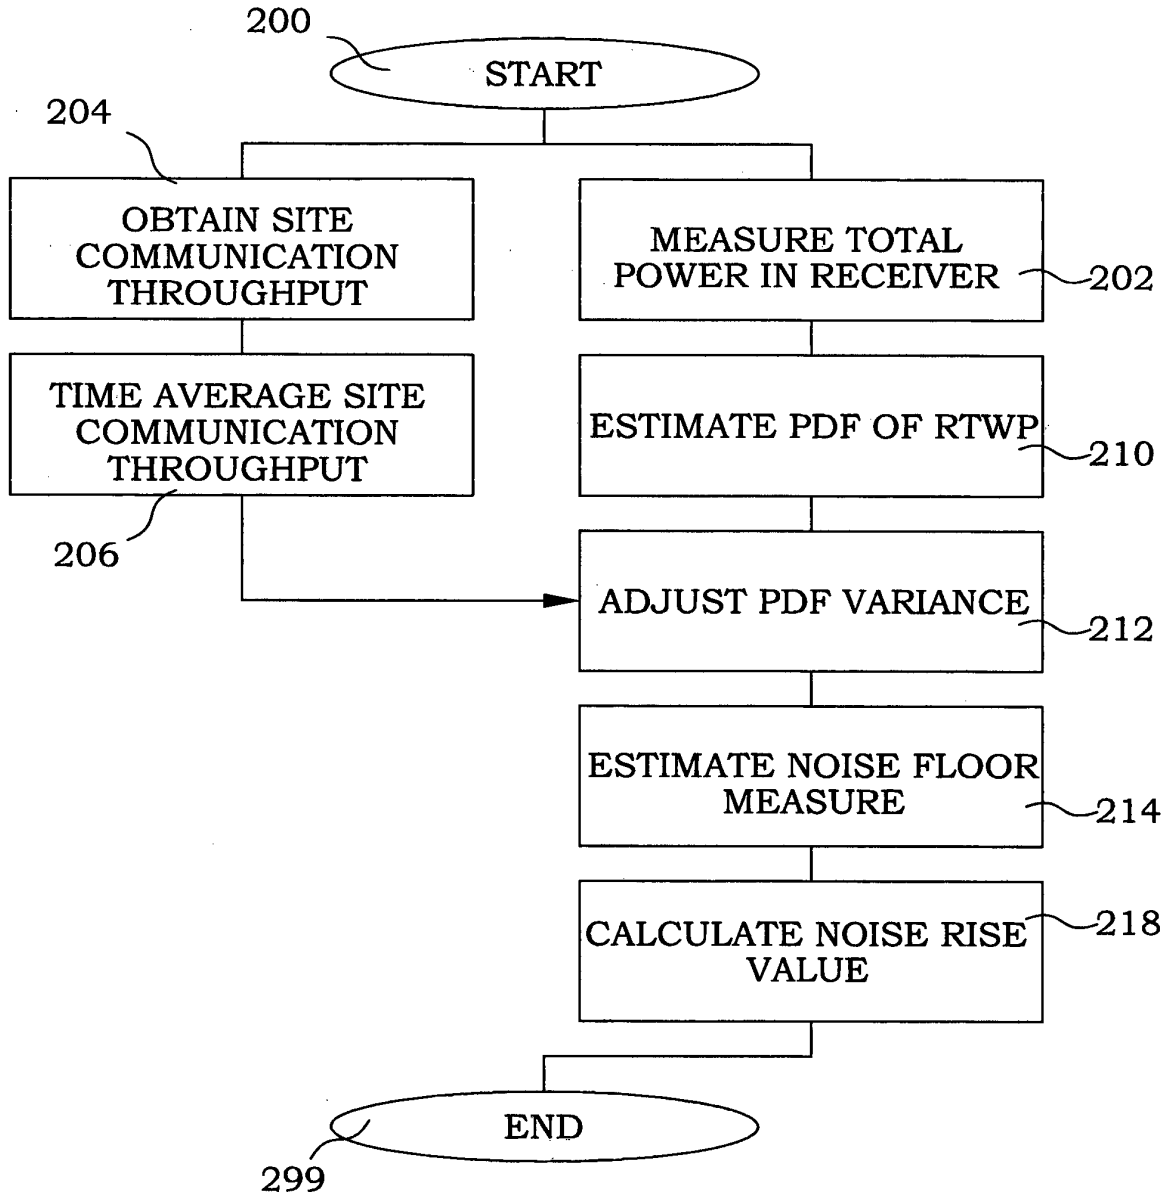 200
START
204
OBTAIN SITE
COMMUNICATION
THROUGHPUT
MEASURE TOTAL
POWER IN RECEIVER
202
TIME AVERAGE SITE
COMMUNICATION
THROUGHPUT
206
ESTIMATE PDF OF RTWP
210
ADJUST PDF VARIANCE
212
ESTIMATE NOISE FLOOR
MEASURE
214
CALCULATE NOISE RISE
VALUE
218
END
299